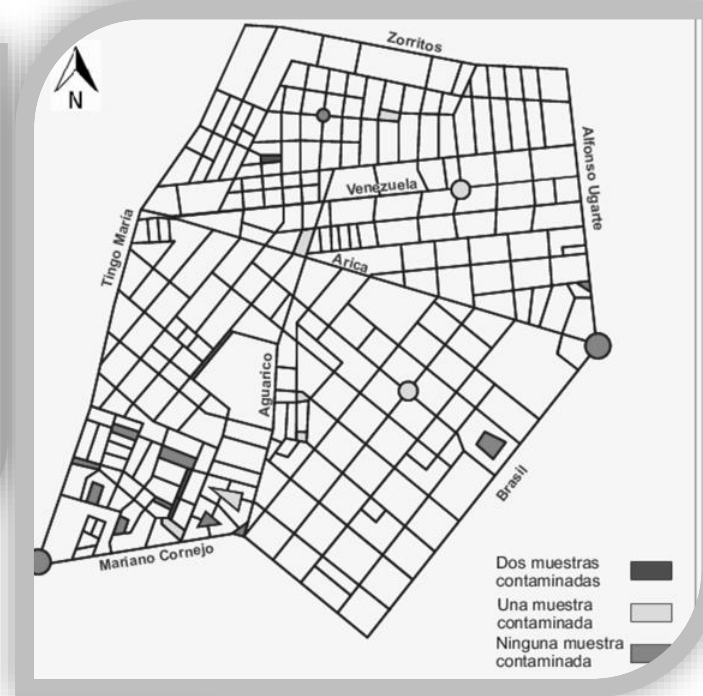 Zorritos
N
Alfonso Ugarte
Venezuela
Tingo María
Arica
Aguarico
Brasil
Mariano Cornejo
Dos muestras
contaminadas
Una muestra
contaminada
Ninguna muestra
contaminada